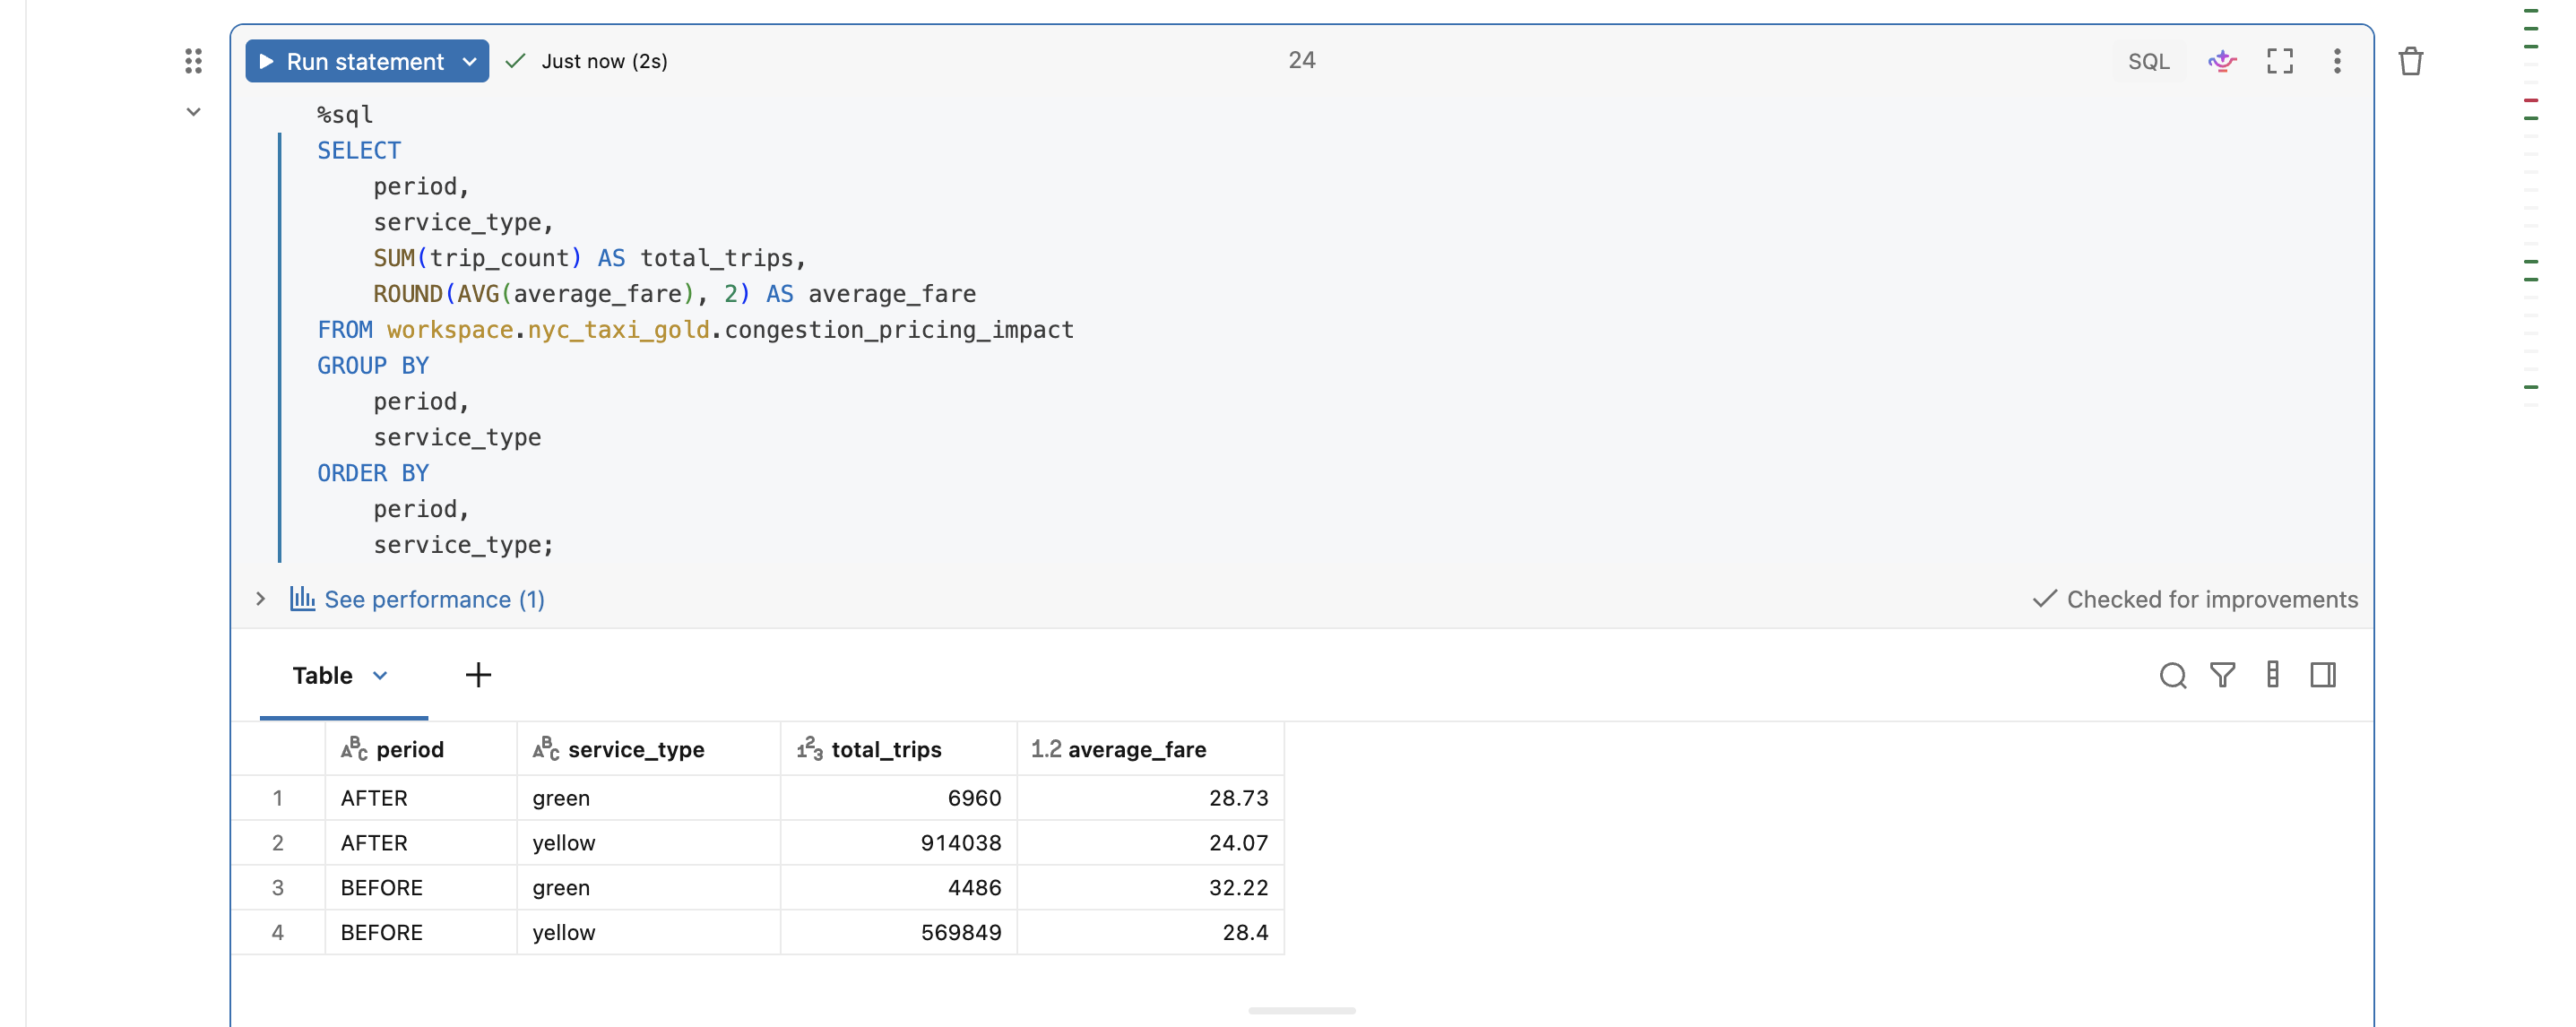 Run statement Just now (2s) 24 SQL
%sql
SELECT
period,
service_type,
SUM(trip_count) AS total_trips,
ROUND(AVG(average_fare), 2) AS average_fare
FROM workspace.nyc_taxi_gold.congestion_pricing_impact
GROUP BY
period,
service_type
ORDER BY
period,
service_type;
See performance (1) Checked for improvements
Table
period service_type total_trips average_fare
1 AFTER green 6960 28.73
2 AFTER yellow 914038 24.07
3 BEFORE green 4486 32.22
4 BEFORE yellow 569849 28.4